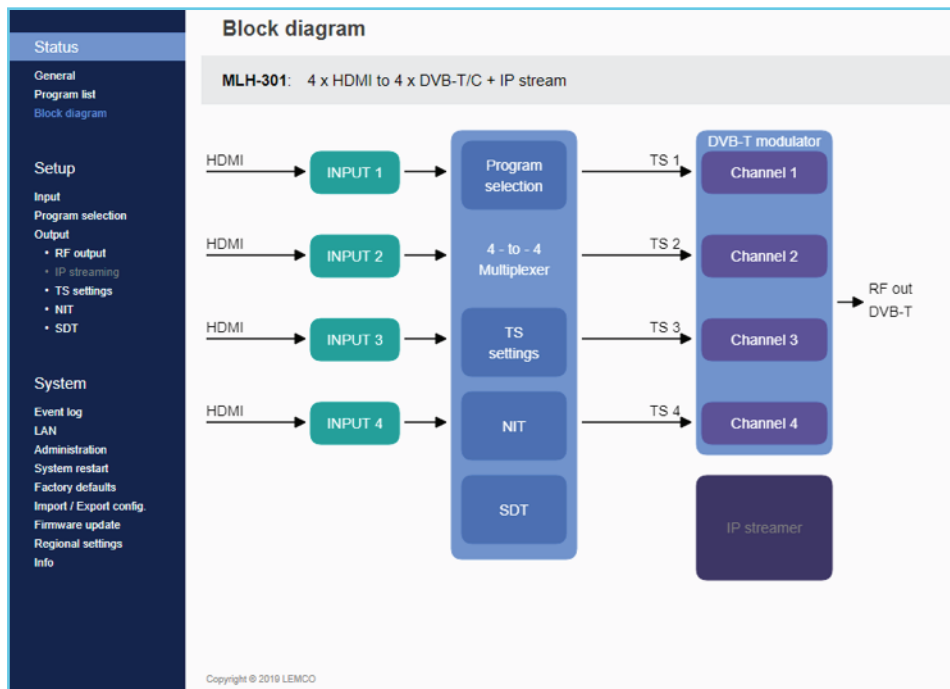 Status
General
Program list
Block diagram
Setup
Input
Program selection
Output
• RF output
• IP streaming
• TS settings
• NIT
• SDT
System
Event log
LAN
Administration
System restart
Factory defaults
Import / Export config.
Firmware update
Regional settings
Info
Block diagram
MLH-301: 4 x HDMI to 4 x DVB-T/C + IP stream
HDMI
INPUT 1
HDMI
INPUT 2
HDMI
INPUT 3
HDMI
INPUT 4
Program
selection
4 - to - 4
Multiplexer
TS
settings
NIT
SDT
TS 1
TS 2
TS 3
TS 4
DVB-T modulator
Channel 1
Channel 2
Channel 3
Channel 4
IP streamer
RF out
DVB-T
Copyright © 2019 LEMCO